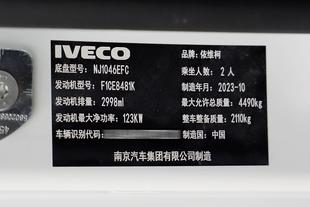 IVECO 品牌：依维柯
底盘型号：NJ1046EFC 乘坐人数：2 人
发动机型号：F1CE8481K 制造年月：2023-10
发动机排量：2998ml 最大允许总质量：4490kg
发动机最大净功率：123KW 整车整备质量：2110kg
车辆识别代码： 制造国：中国
南京汽车集团有限公司制造